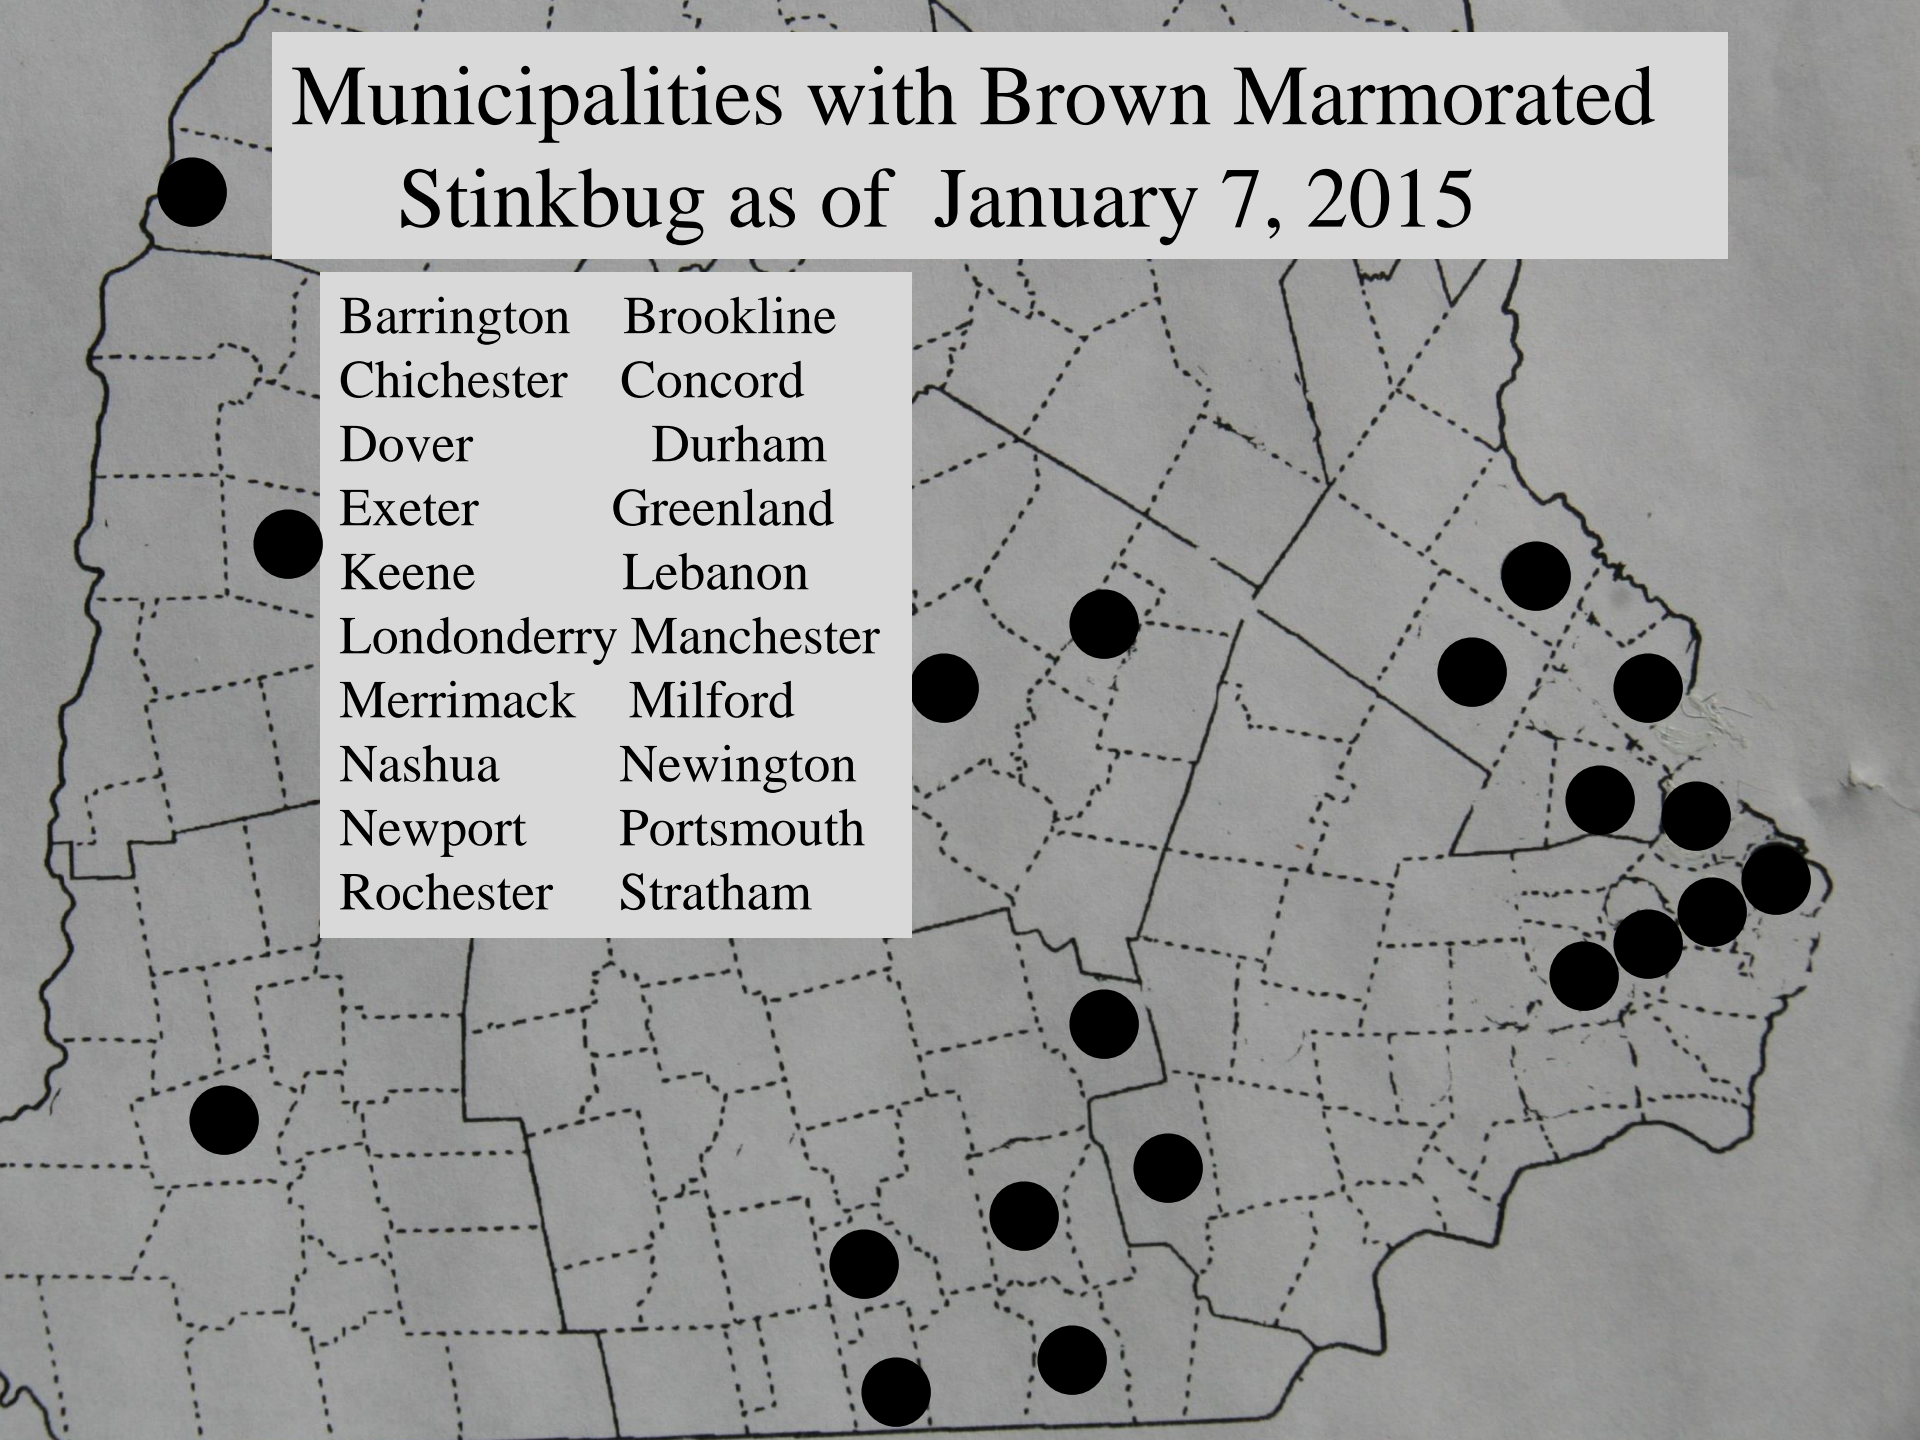 Municipalities with Brown Marmorated
Stinkbug as of January 7, 2015
Barrington Brookline
Chichester Concord
Dover Durham
Exeter Greenland
Keene Lebanon
Londonderry Manchester
Merrimack Milford
Nashua Newington
Newport Portsmouth
Rochester Stratham